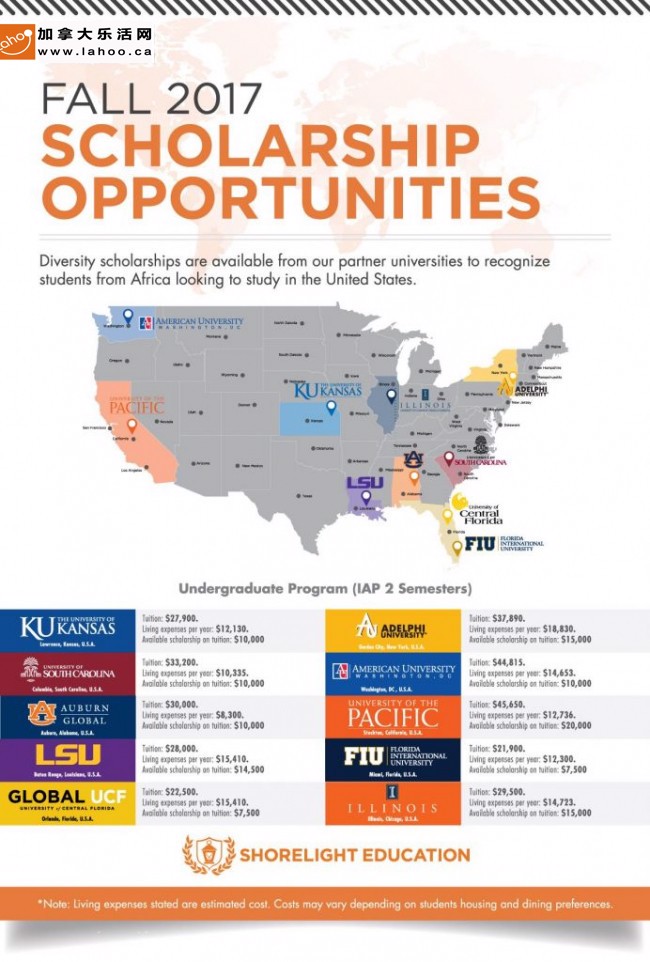 加拿大乐活网
www.lahoo.ca
FALL 2017
SCHOLARSHIP
OPPORTUNITIES
Diversity scholarships are available from our partner universities to recognize
students from Africa looking to study in the United States.
AMERICAN UNIVERSITY
WASHINGTON, DC
UNIVERSITY OF THE
PACIFIC
KU THE UNIVERSITY OF
KANSAS
ILLINOIS
ADELPHI
UNIVERSITY
UNIVERSITY OF
SOUTH CAROLINA
LSU
University of
Central
Florida
FIU FLORIDA
INTERNATIONAL
UNIVERSITY
Undergraduate Program (IAP 2 Semesters)
KU THE UNIVERSITY OF
KANSAS
Lawrence, Kansas, U.S.A.
Tuition: $27,900.
Living expenses per year: $12,130.
Available scholarship on tuition: $10,000
ADELPHI
UNIVERSITY
Garden City, New York, U.S.A.
Tuition: $37,890.
Living expenses per year: $18,830.
Available scholarship on tuition: $15,000
UNIVERSITY OF
SOUTH CAROLINA
Columbia, South Carolina, U.S.A.
Tuition: $33,200.
Living expenses per year: $10,335.
Available scholarship on tuition: $10,000
AMERICAN UNIVERSITY
WASHINGTON, DC
Washington, DC, U.S.A.
Tuition: $44,815.
Living expenses per year: $14,653.
Available scholarship on tuition: $10,000
AUBURN
GLOBAL
Auburn, Alabama, U.S.A.
Tuition: $30,000.
Living expenses per year: $8,300.
Available scholarship on tuition: $10,000
UNIVERSITY OF THE
PACIFIC
Stockton, California, U.S.A.
Tuition: $45,650.
Living expenses per year: $12,736.
Available scholarship on tuition: $20,000
LSU
Baton Rouge, Louisiana, U.S.A.
Tuition: $28,000.
Living expenses per year: $15,410.
Available scholarship on tuition: $14,500
FIU FLORIDA
INTERNATIONAL
UNIVERSITY
Miami, Florida, U.S.A.
Tuition: $21,900.
Living expenses per year: $12,300.
Available scholarship on tuition: $7,500
GLOBAL UCF
UNIVERSITY of CENTRAL FLORIDA
Orlando, Florida, U.S.A.
Tuition: $22,500.
Living expenses per year: $15,410.
Available scholarship on tuition: $7,500
ILLINOIS
Illinois, Chicago, U.S.A.
Tuition: $29,500.
Living expenses per year: $14,723.
Available scholarship on tuition: $15,000
SHORELIGHT EDUCATION
*Note: Living expenses stated are estimated cost. Costs may vary depending on students housing and dining preferences.